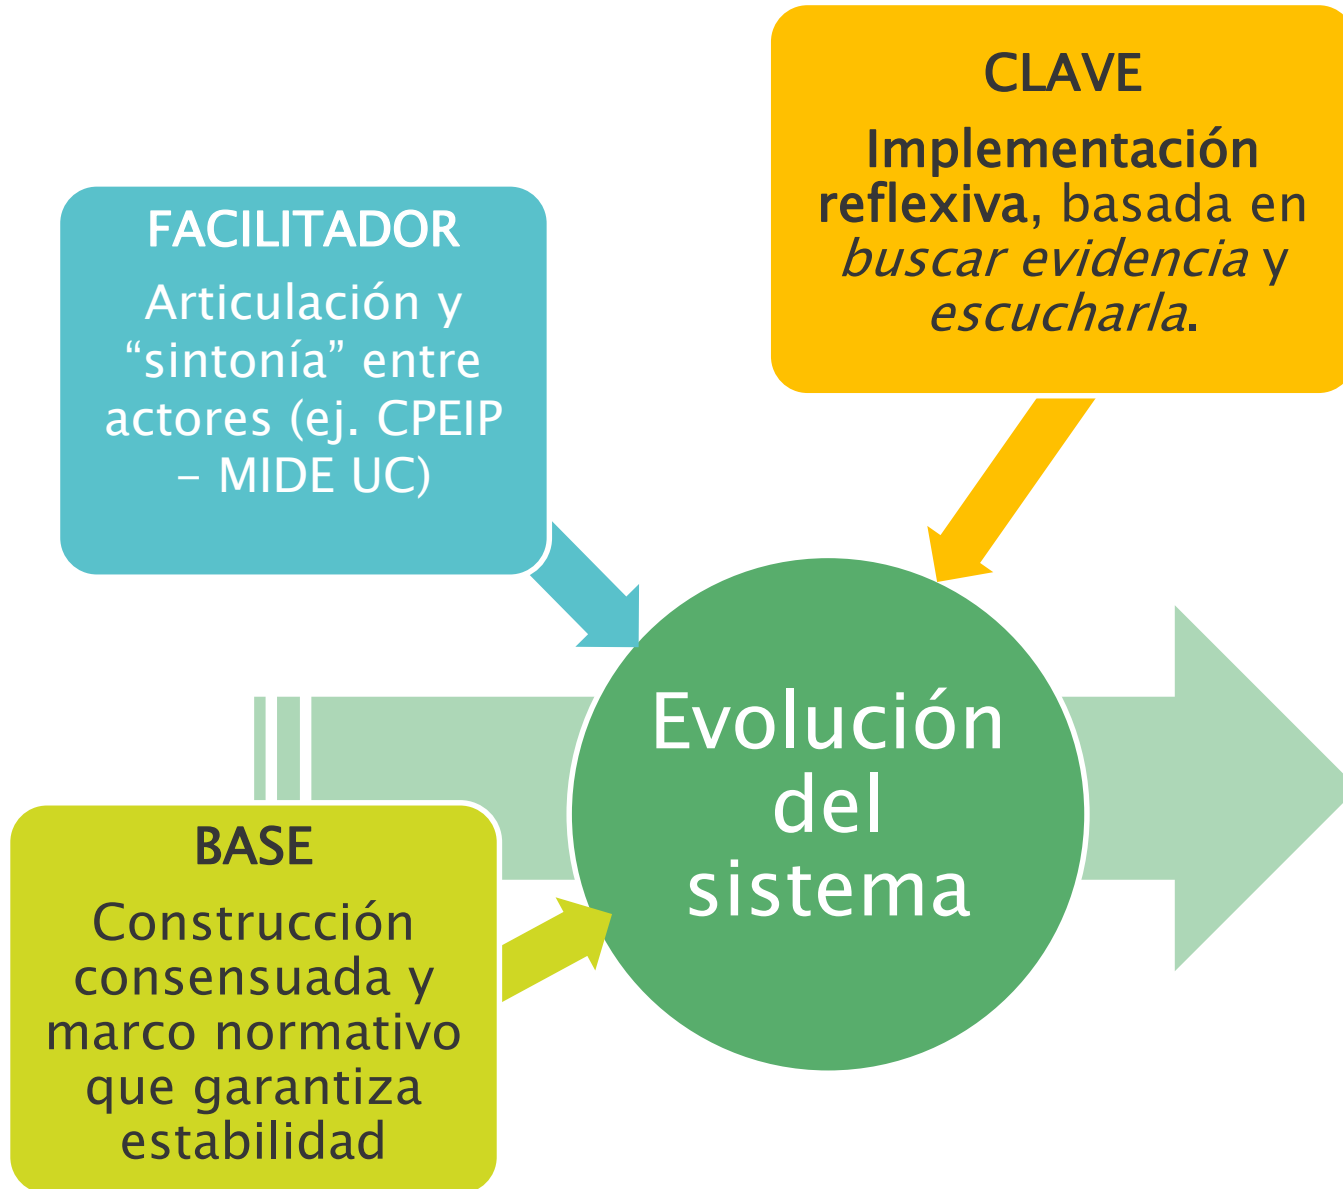 CLAVE
Implementación
reflexiva, basada en
buscar evidencia y
escucharla.
FACILITADOR
Articulación y
“sintonía” entre
actores (ej. CPEIP
– MIDE UC)
Evolución
del
sistema
BASE
Construcción
consensuada y
marco normativo
que garantiza
estabilidad